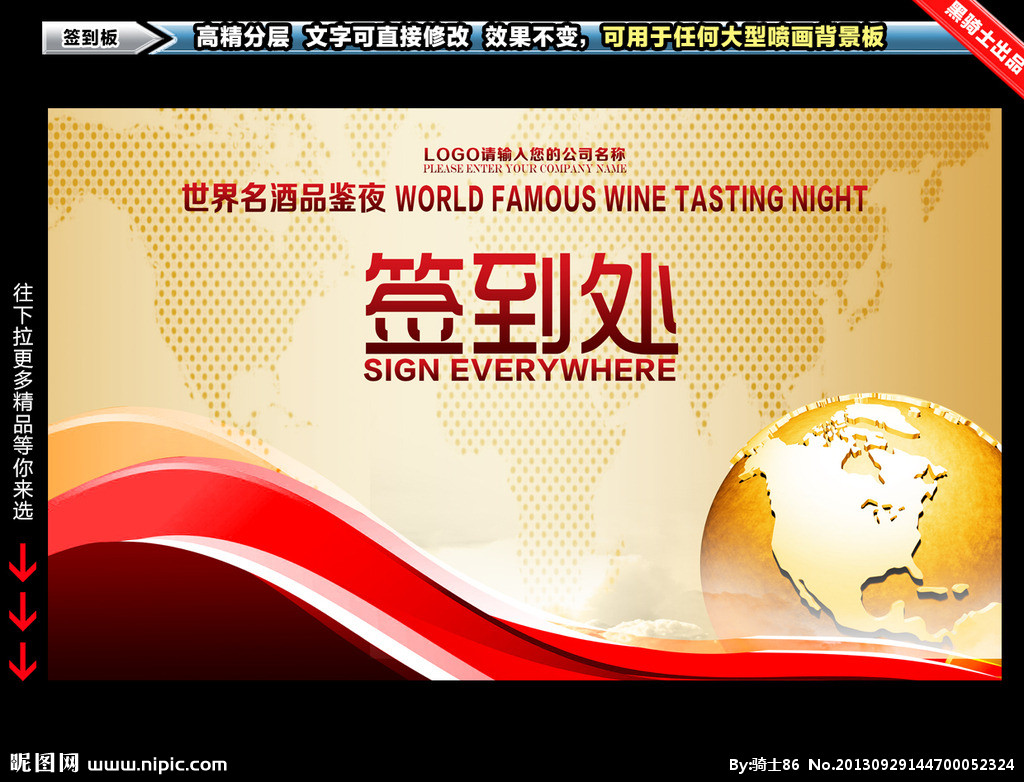 签到板
高精分层 文字可直接修改 效果不变，可用于任何大型喷画背景板
黑骑士出品
LOGO请输入您的公司名称
PLEASE ENTER YOUR COMPANY NAME
世界名酒品鉴夜 WORLD FAMOUS WINE TASTING NIGHT
签到处
SIGN EVERYWHERE
往下拉更多精品等你来选
昵图网 www.nipic.com
By:骑士86 No.20130929144700052324